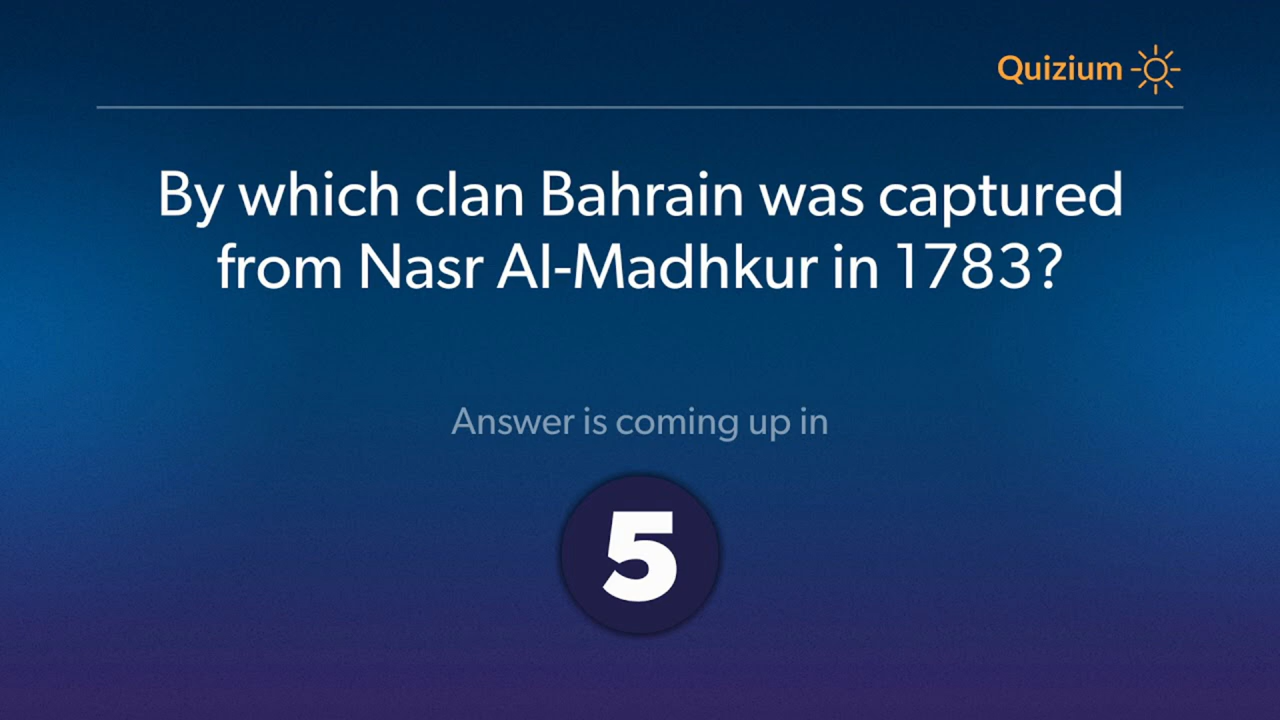 Quizium
By which clan Bahrain was captured
from Nasr Al-Madhkur in 1783?
Answer is coming up in
5